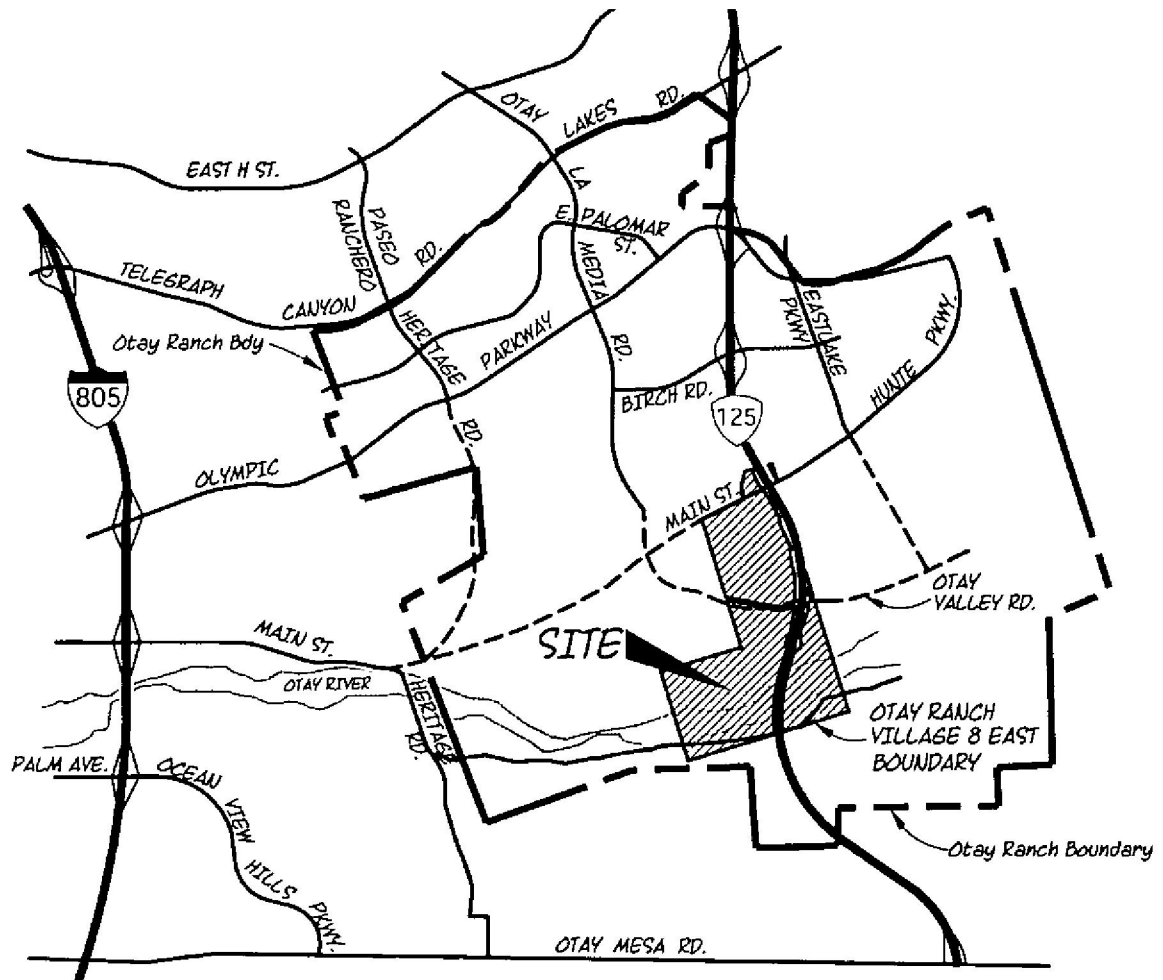 OTAY
LAKES RD.
EAST H ST.
LA
PASEO
RANCHERO
E. PALOMAR
ST.
MEDIA
RD.
TELEGRAPH
CANYON
RD.
Otay Ranch Bdy
HERITAGE
RD.
PARKWAY
RD.
EASTLAKE
PKWY
HUNTE
PKWY.
BIRCH RD.
805
125
OLYMPIC
MAIN ST.
OTAY
VALLEY RD.
MAIN ST.
SITE
OTAY RIVER
HERITAGE
RD.
OTAY RANCH
VILLAGE 8 EAST
BOUNDARY
PALM AVE.
OCEAN
VIEW
HILLS
PKWY.
Otay Ranch Boundary
OTAY MESA RD.